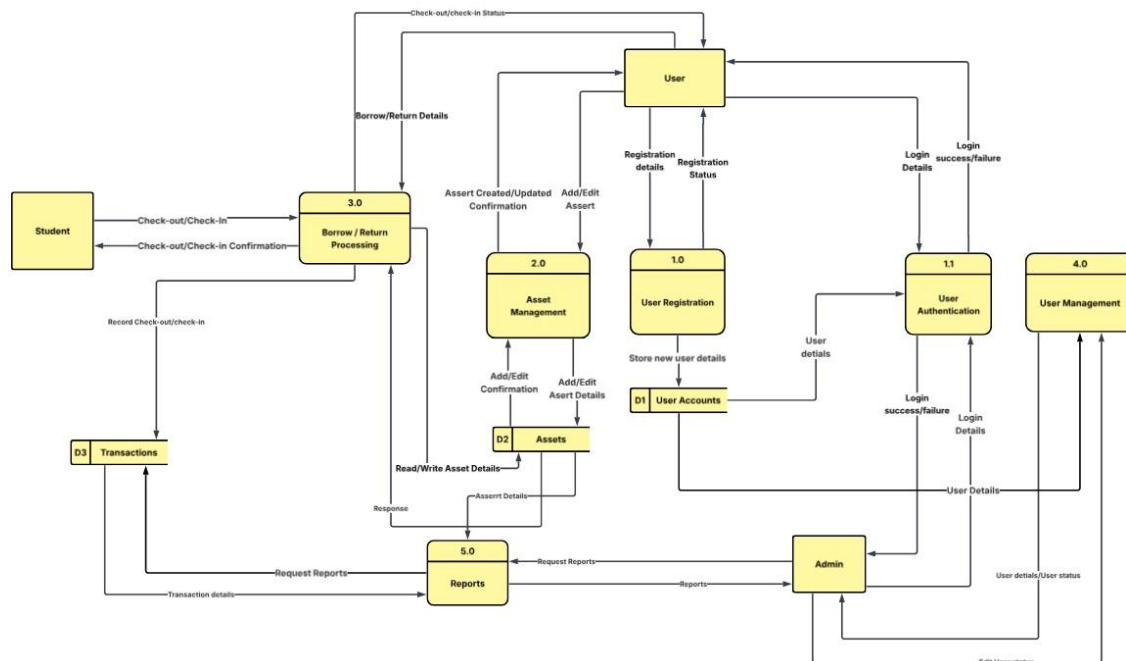 Check-out/check-in Status
User
Borrow/Return Details
Registration
details
Registration
Status
Login
Details
Login
success/failure
Assert Created/Updated
Confirmation
Add/Edit
Assert
Student
Check-out/Check-In
Check-out/Check-in Confirmation
3.0
Borrow / Return
Processing
2.0
Asset
Management
1.0
User Registration
1.1
User
Authentication
4.0
User Management
Record Check-out/check-in
Store new user details
User
detials
Add/Edit
Confirmation
Add/Edit
Asert Details
D1
User Accounts
Login
success/failure
Login
Details
D3
Transactions
D2
Assets
Read/Write Asset Details
User Details
Asserrt Details
Response
5.0
Reports
Request Reports
Reports
Admin
Request Reports
Transaction details
User detials/User status